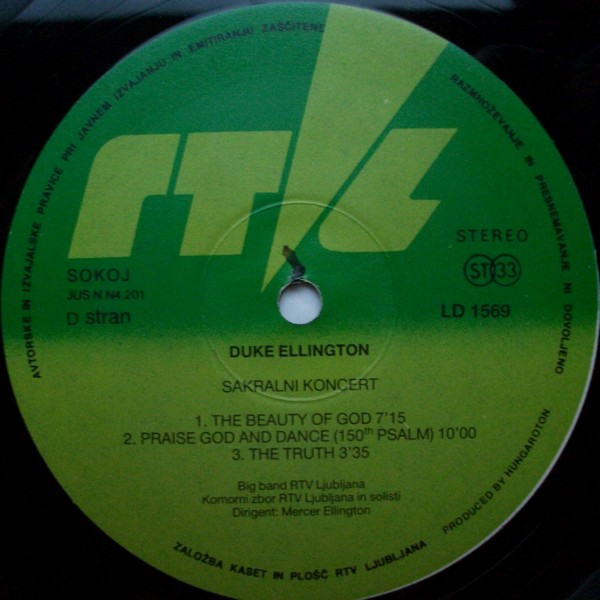 AVTORSKE IN IZVAJALSKE PRAVICE PRI JAVNEM IZVAJANJU IN EMITIRANJU ZAŠČITENE
RAZMNOŽEVANJE IN PRESNEMAVANJE NI DOVOLJENO
rtL
SOKOJ
JUS N N4.201
D stran
STEREO
ST 33
LD 1569
DUKE ELLINGTON
SAKRALNI KONCERT
1. THE BEAUTY OF GOD 7'15
2. PRAISE GOD AND DANCE (150th PSALM) 10'00
3. THE TRUTH 3'35
Big band RTV Ljubljana
Komorni zbor RTV Ljubljana in solisti
Dirigent: Mercer Ellington
ZALOŽBA KASET IN PLOŠČ RTV LJUBLJANA
PRODUCED BY HUNGAROTON